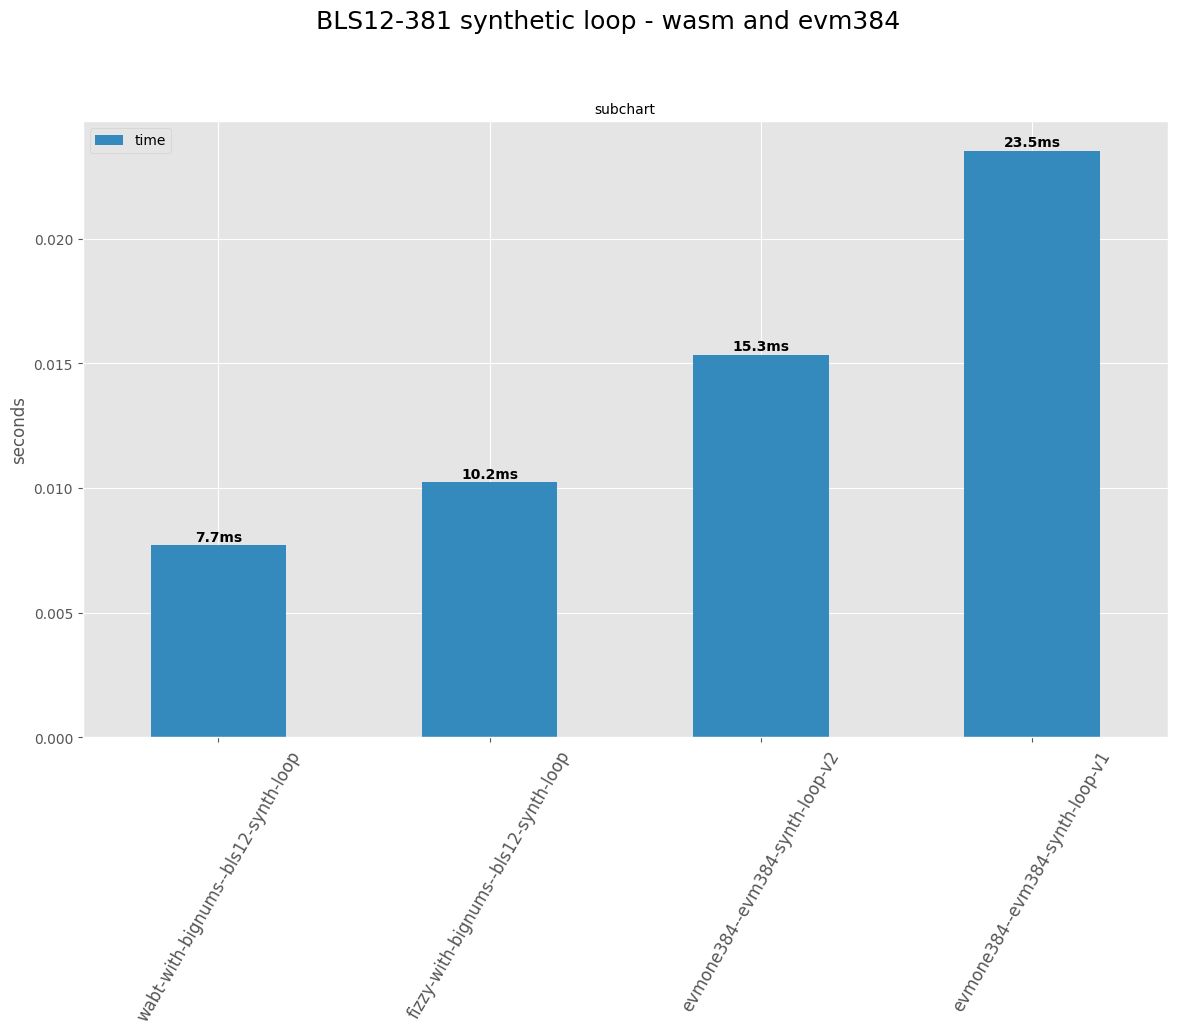 BLS12-381 synthetic loop - wasm and evm384
subchart
time
23.5ms
15.3ms
10.2ms
7.7ms
0.020
0.015
0.010
0.005
0.000
seconds
wabt-with-bignums--bls12-synth-loop
fizzy-with-bignums--bls12-synth-loop
evmone384--evm384-synth-loop-v2
evmone384--evm384-synth-loop-v1